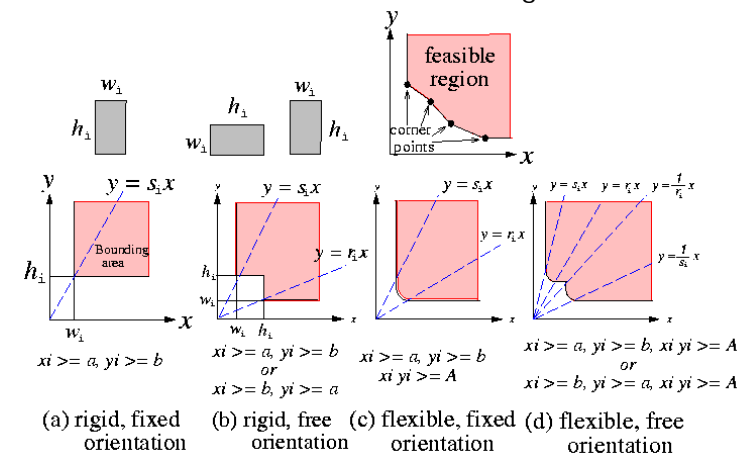 y
feasible
region
corner
points
x
w_i
h_i
h_i
w_i
w_i
h_i
y
y = s_i x
Bounding
area
h_i
w_i
x
xi >= a, yi >= b
(a) rigid, fixed
orientation
y
y = s_i x
y = r_i x
h_i
w_i
w_i h_i
x
xi >= a, yi >= b
or
xi >= b, yi >= a
(b) rigid, free
orientation
y
y = s_i x
y = r_i x
x
xi >= a, yi >= b
xi yi >= A
(c) flexible, fixed
orientation
y
y = s_i x
y = r_i x
y = 1/r_i x
y = 1/s_i x
x
xi >= a, yi >= b, xi yi >= A
or
xi >= b, yi >= a, xi yi >= A
(d) flexible, free
orientation